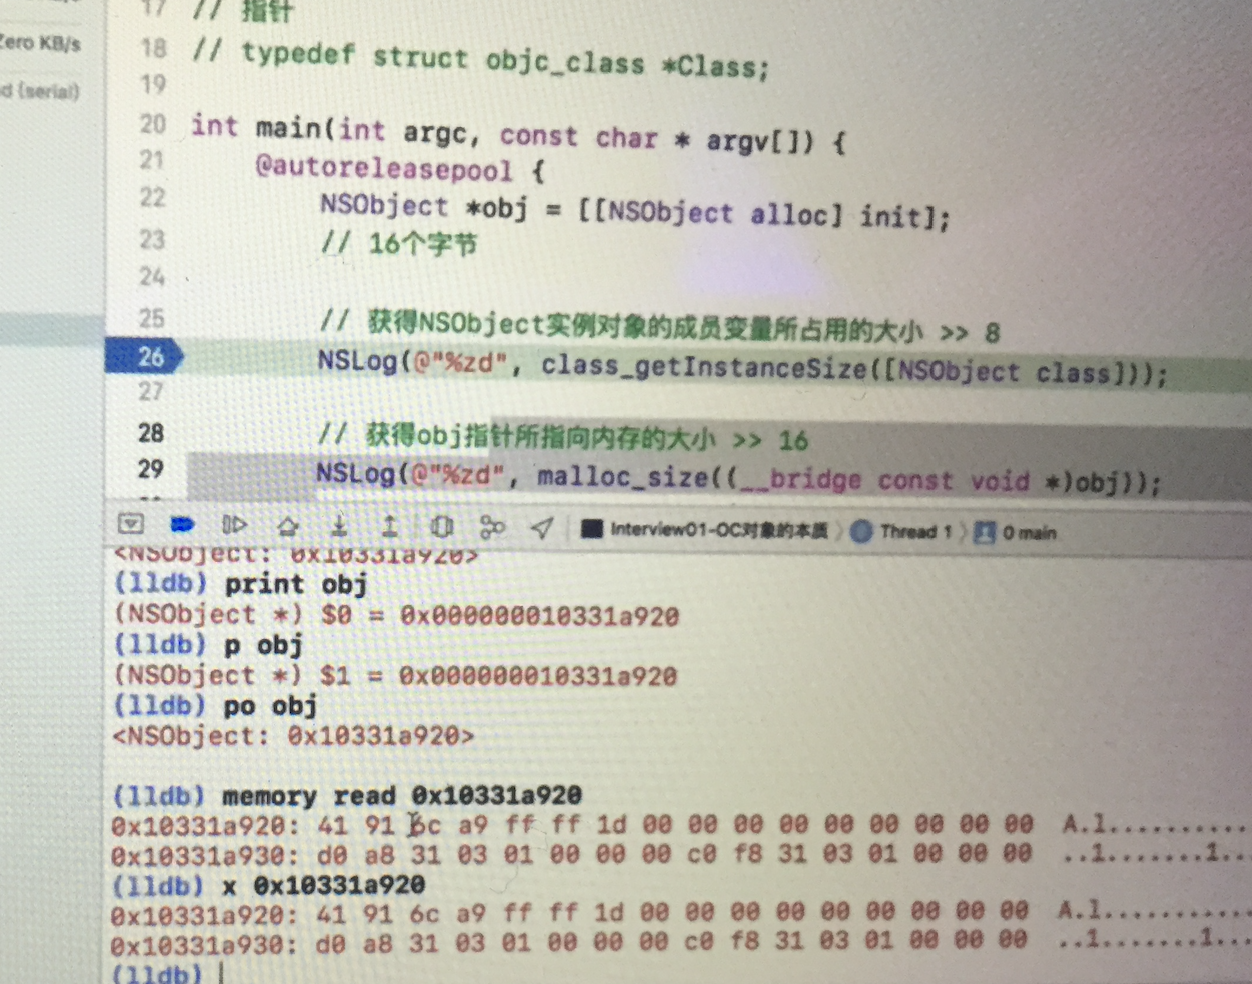 Zero KB/s
d (serial)
17 // 指针
18 // typedef struct objc_class *Class;
19
20 int main(int argc, const char * argv[]) {
21 @autoreleasepool {
22 NSObject *obj = [[NSObject alloc] init];
23 // 16个字节
24
25 // 获得NSObject实例对象的成员变量所占用的大小 >> 8
26 NSLog(@"%zd", class_getInstanceSize([NSObject class]));
27
28 // 获得obj指针所指向内存的大小 >> 16
29 NSLog(@"%zd", malloc_size((__bridge const void *)obj));
Interview01-OC对象的本质 〉 Thread 1 〉 0 main
<NSObject: 0x10331a920>
(lldb) print obj
(NSObject *) $0 = 0x000000010331a920
(lldb) p obj
(NSObject *) $1 = 0x000000010331a920
(lldb) po obj
<NSObject: 0x10331a920>
(lldb) memory read 0x10331a920
0x10331a920: 41 91 6c a9 ff ff 1d 00 00 00 00 00 00 00 00 00 A.l..........
0x10331a930: d0 a8 31 03 01 00 00 00 c0 f8 31 03 01 00 00 00 ..1.......1...
(lldb) x 0x10331a920
0x10331a920: 41 91 6c a9 ff ff 1d 00 00 00 00 00 00 00 00 00 A.l..........
0x10331a930: d0 a8 31 03 01 00 00 00 c0 f8 31 03 01 00 00 00 ..1.......1...
(lldb)